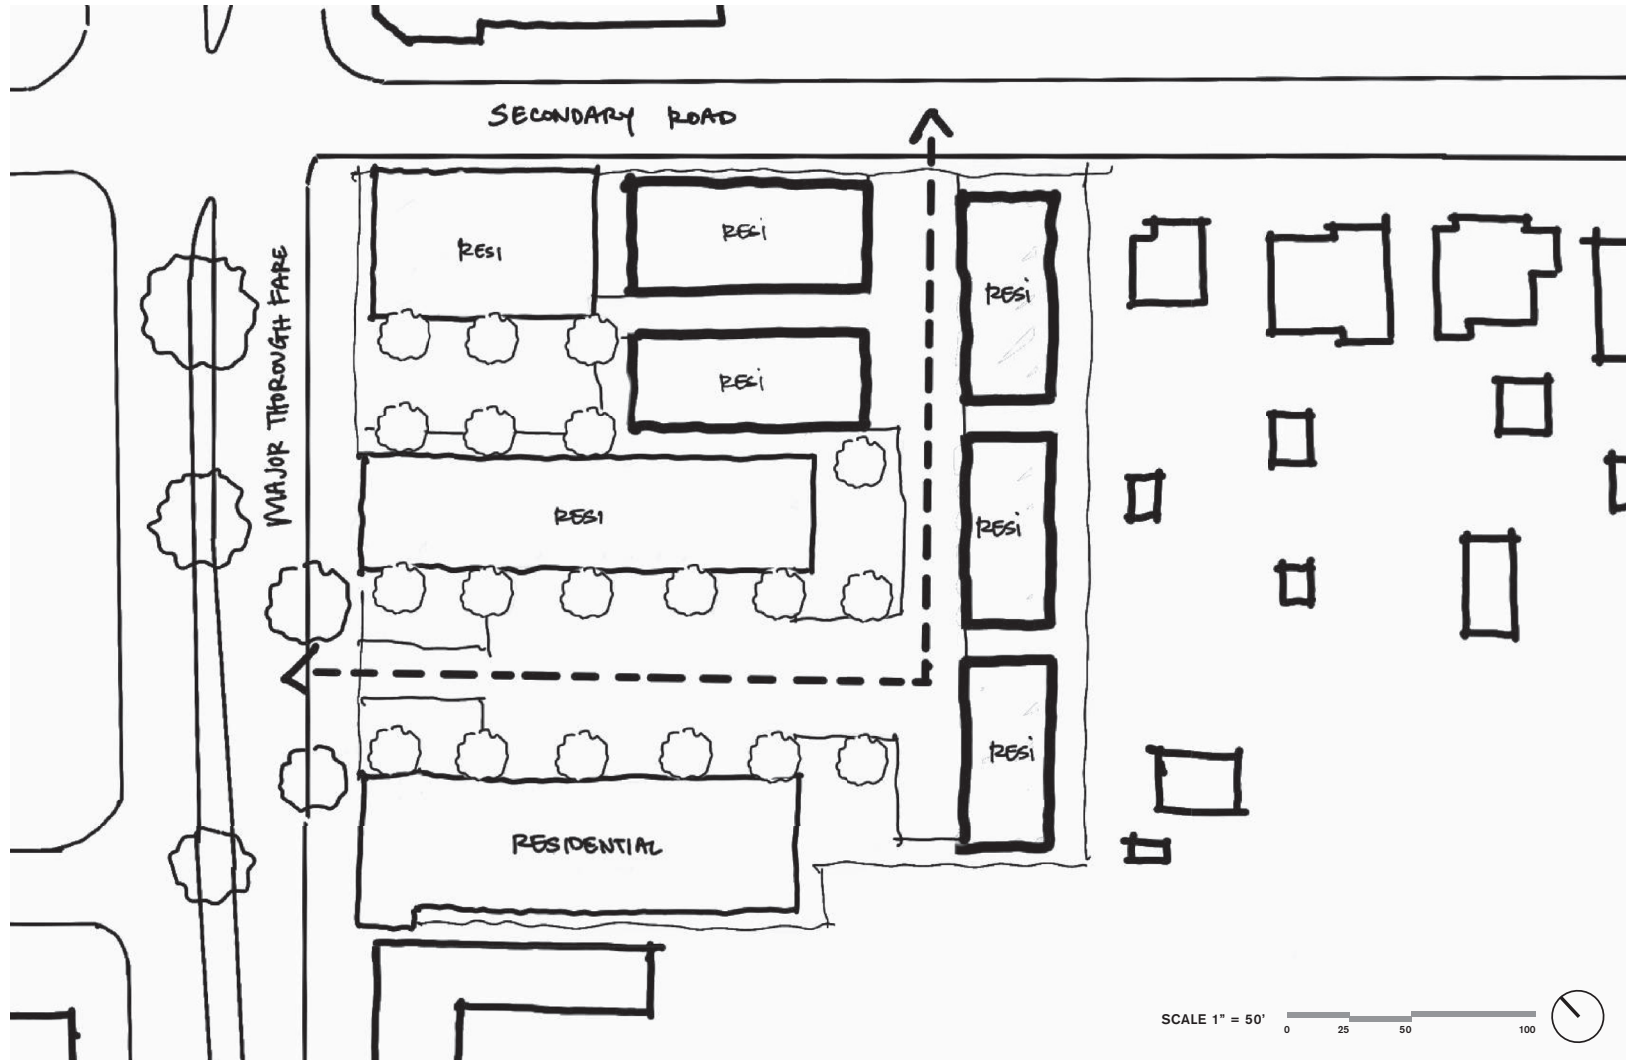 SECONDARY ROAD
MAJOR THOROUGH FARE
RESI
RESI
RESI
RESI
RESI
RESI
RESI
RESIDENTIAL
SCALE 1” = 50’
0 25 50 100